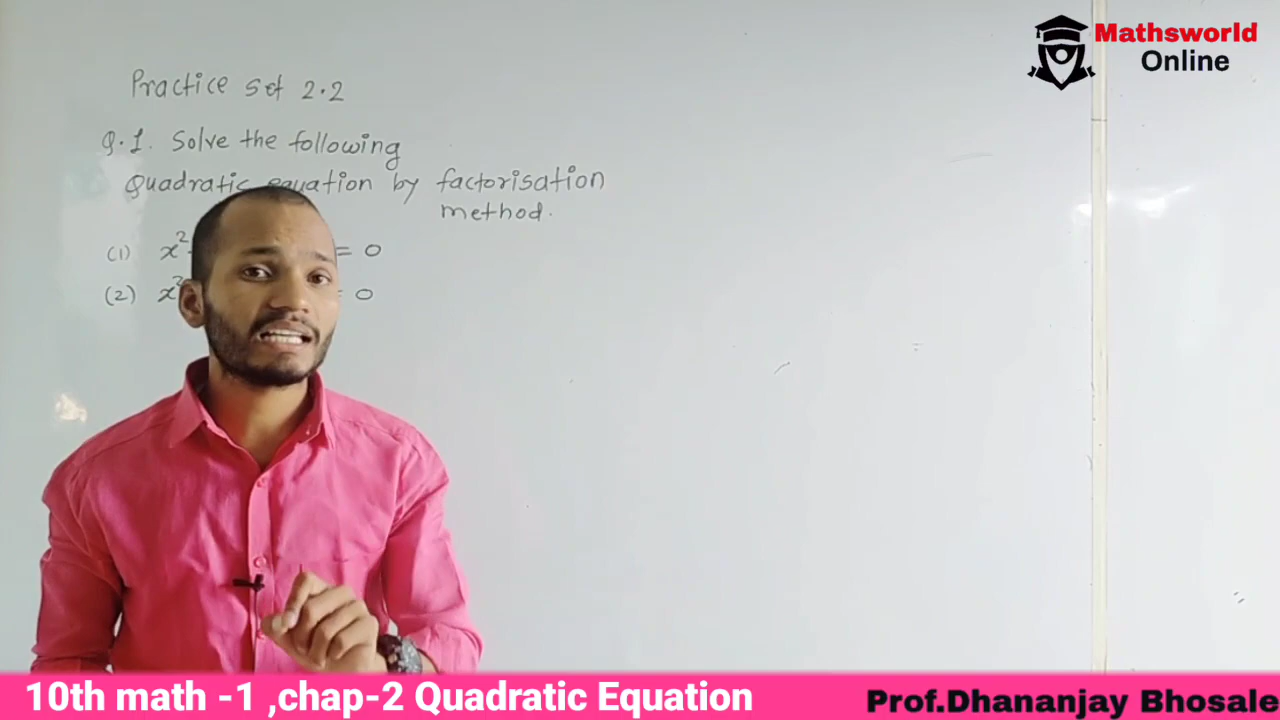 Mathsworld
Online
Practice set 2.2
Q.1. Solve the following
Quadratic equation by factorisation
method.
(1) x² = 0
(2) x² = 0
10th math -1 ,chap-2 Quadratic Equation
Prof.Dhananjay Bhosale